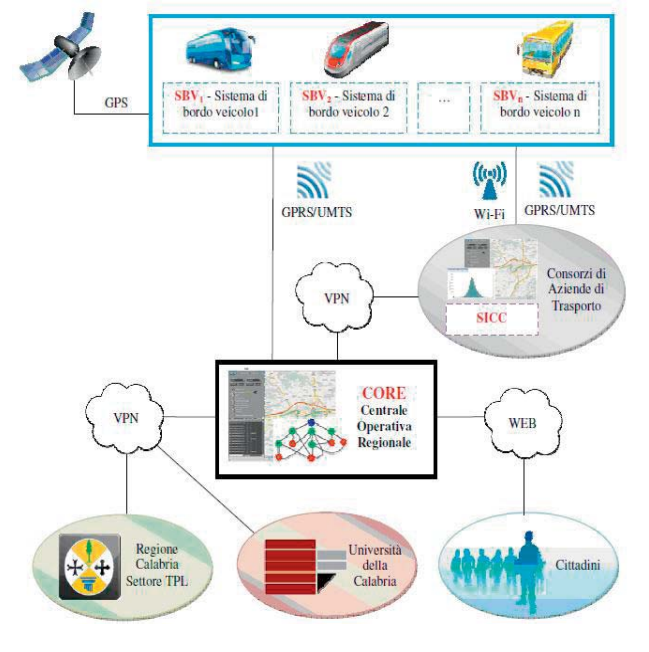 GPS
SBV1 - Sistema di
bordo veicolo1
SBV2 - Sistema di
bordo veicolo 2
...
SBVn - Sistema di
bordo veicolo n
GPRS/UMTS
Wi-Fi
GPRS/UMTS
Consorzi di
Aziende di
Trasporto
SICC
VPN
CORE
Centrale
Operativa
Regionale
VPN
WEB
Regione
Calabria
Settore TPL
Università
della
Calabria
Cittadini